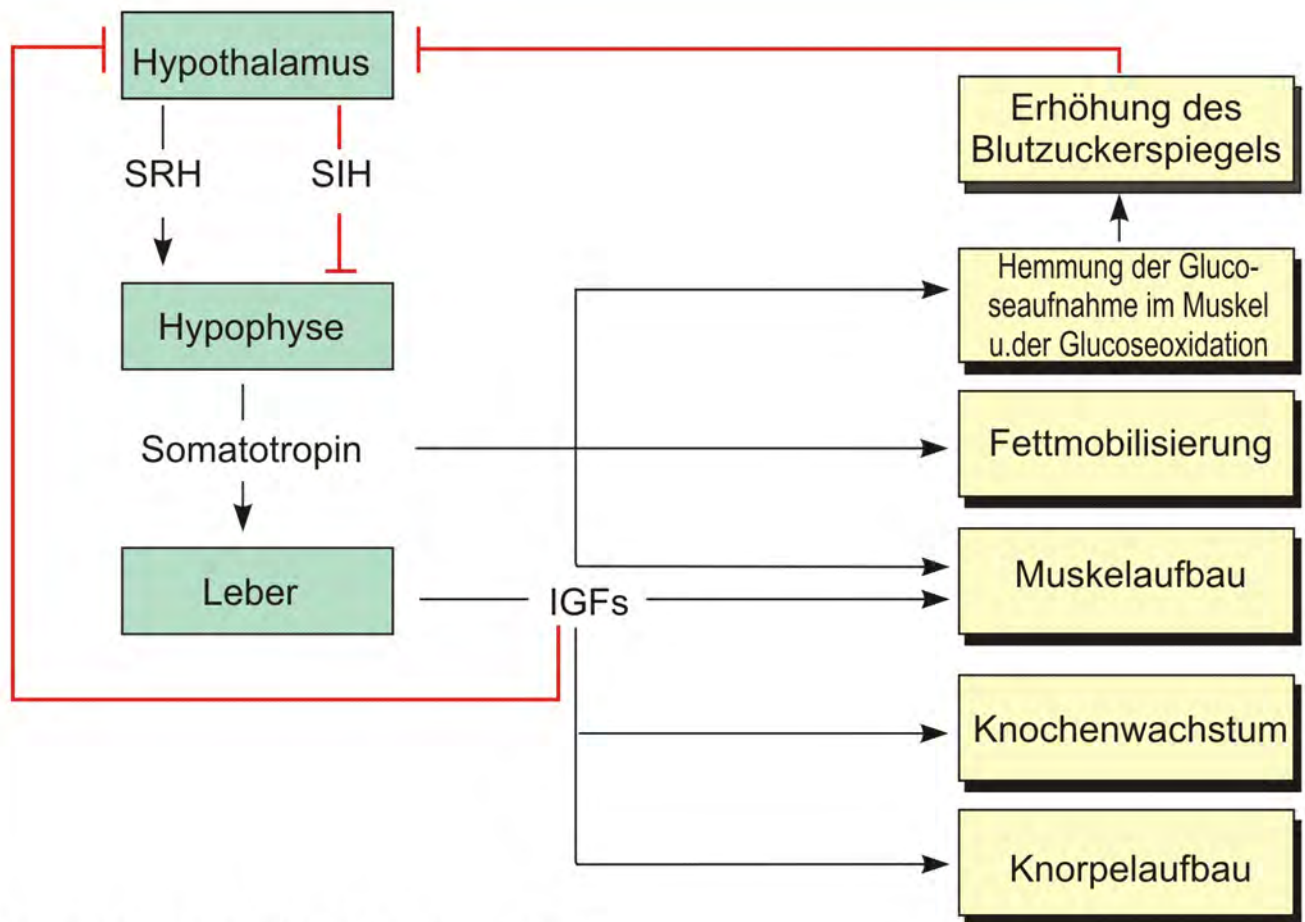 Hypothalamus
SRH
SIH
Hypophyse
Somatotropin
Leber
IGFs
Erhöhung des
Blutzuckerspiegels
Hemmung der Gluco-
seaufnahme im Muskel
u.der Glucoseoxidation
Fettmobilisierung
Muskelaufbau
Knochenwachstum
Knorpelaufbau